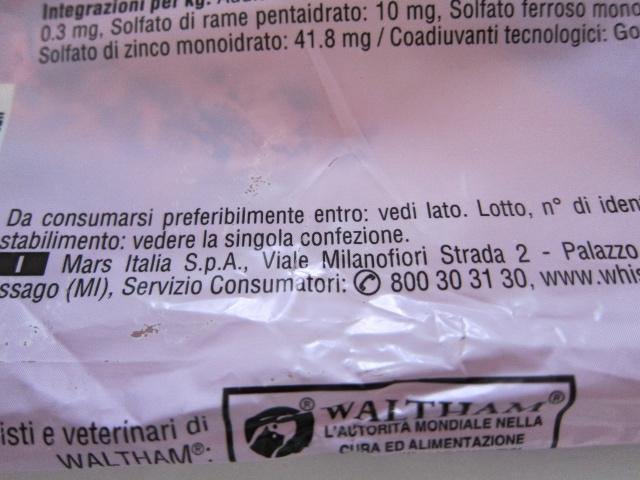 Integrazioni per kg:
0.3 mg, Solfato di rame pentaidrato: 10 mg, Solfato ferroso mono
Solfato di zinco monoidrato: 41.8 mg / Coadiuvanti tecnologici: Go
Da consumarsi preferibilmente entro: vedi lato. Lotto, n° di iden
stabilimento: vedere la singola confezione.
I Mars Italia S.p.A., Viale Milanofiori Strada 2 - Palazzo
ssago (MI), Servizio Consumatori: ✆ 800 30 31 30, www.whis
isti e veterinari di
WALTHAM®:
® WALTHAM®
L'AUTORITÀ MONDIALE NELLA
CURA ED ALIMENTAZIONE